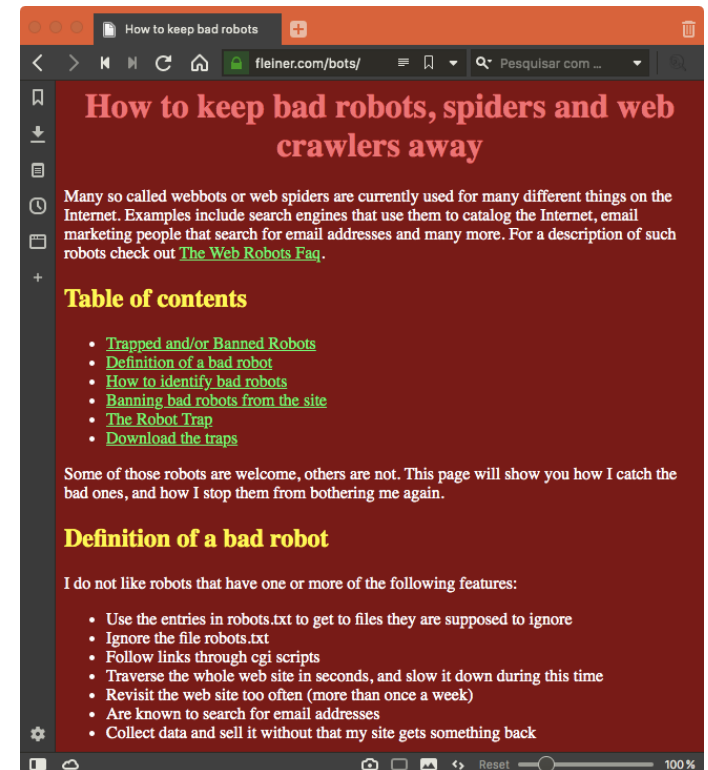 How to keep bad robots
fleiner.com/bots/
Pesquisar com ...
How to keep bad robots, spiders and web
crawlers away
Many so called webbots or web spiders are currently used for many different things on the
Internet. Examples include search engines that use them to catalog the Internet, email
marketing people that search for email addresses and many more. For a description of such
robots check out The Web Robots Faq.
Table of contents
• Trapped and/or Banned Robots
• Definition of a bad robot
• How to identify bad robots
• Banning bad robots from the site
• The Robot Trap
• Download the traps
Some of those robots are welcome, others are not. This page will show you how I catch the
bad ones, and how I stop them from bothering me again.
Definition of a bad robot
I do not like robots that have one or more of the following features:
• Use the entries in robots.txt to get to files they are supposed to ignore
• Ignore the file robots.txt
• Follow links through cgi scripts
• Traverse the whole web site in seconds, and slow it down during this time
• Revisit the web site too often (more than once a week)
• Are known to search for email addresses
• Collect data and sell it without that my site gets something back
Reset 100 %